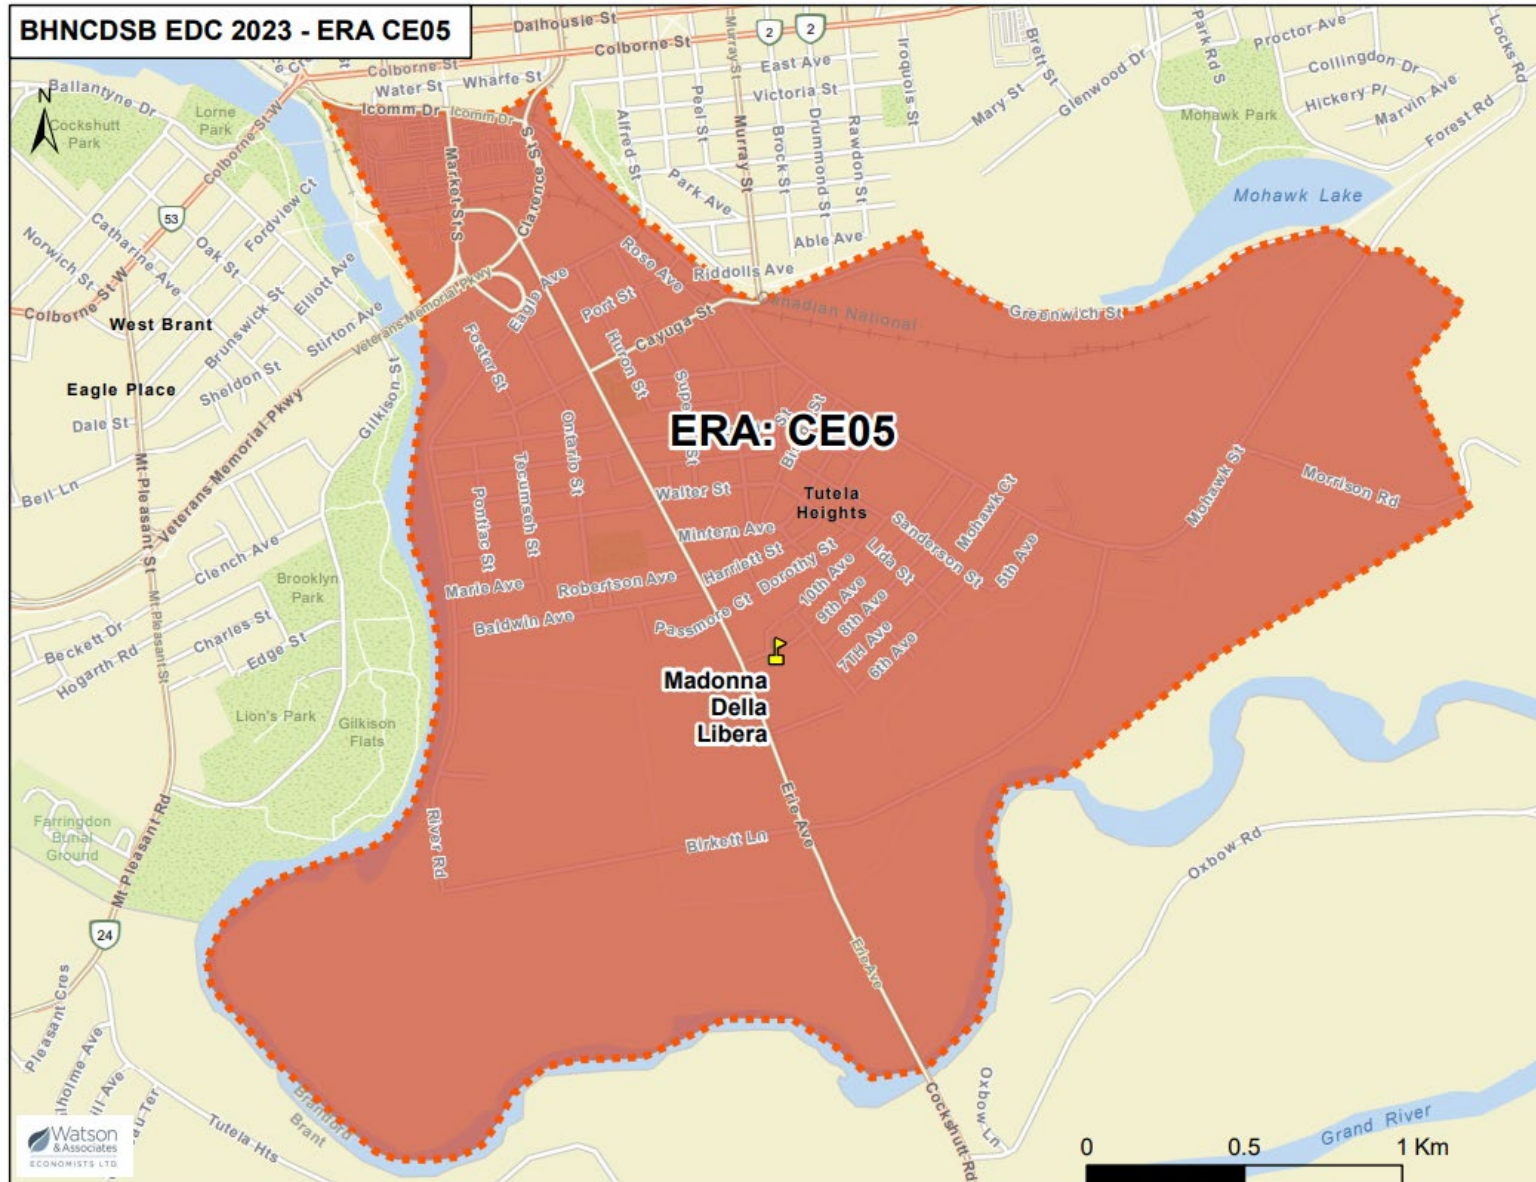 BHNCDSB EDC 2023 - ERA CE05
Dalhousie St
Colborne St
2
2
Murray St
Iroquois St
Brett St
Glenwood Dr
Park Rd S
Proctor Ave
Collingdon Dr
Hickery Pl
Marvin Ave
Locks Rd
Forest Rd
Mohawk Park
Colborne St
Water St
Wharfe St
East Ave
Victoria St
Mary St
N
Ballantyne Dr
Cockshutt
Park
Lorne
Park
Colborne St W
Icomm Dr
Icomm Dr
Market St S
Clarence St S
Alfred St
Peel St
Murray St
Brock St
Drummond St
Rawdon St
Park Ave
Able Ave
Riddolls Ave
Mohawk Lake
53
Fordview Ct
Oak St
Catharine Ave
Norwich St
Elliott Ave
Brunswick St
Stirton Ave
Sheldon St
Colborne St W
West Brant
Eagle Place
Dale St
Bell Ln
Veterans Memorial Pkwy
Veterans Memorial Pkwy
Gilkison St
Rose Ave
Eagle Ave
Port St
Cayuga St
Huron St
Foster St
Canadian National
Greenwich St
ERA: CE05
Ontario St
Tecumseh St
Pontiac St
Walter St
Mintern Ave
Harriett St
Dorothy St
Tutela
Heights
Sanderson St
Mohawk Ct
Lida St
5th Ave
10th Ave
9th Ave
8th Ave
7TH Ave
6th Ave
Mohawk St
Morrison Rd
Marie Ave
Robertson Ave
Baldwin Ave
Passmore Ct
Madonna
Della
Libera
Mt Pleasant St
Mt Pleasant St
Clench Ave
Brooklyn
Park
Beckett Dr
Hogarth Rd
Charles St
Edge St
Lion's Park
Gilkison
Flats
Farringdon
Burial
Ground
Mt Pleasant Rd
24
River Rd
Birkett Ln
Erie Ave
Erie Ave
Oxbow Rd
Oxbow Ln
Cockshutt Rd
Grand River
Pleasant Cres
Tutela Hts
Brantford
Brant
Watson
& Associates
ECONOMISTS LTD
0 0.5 1 Km